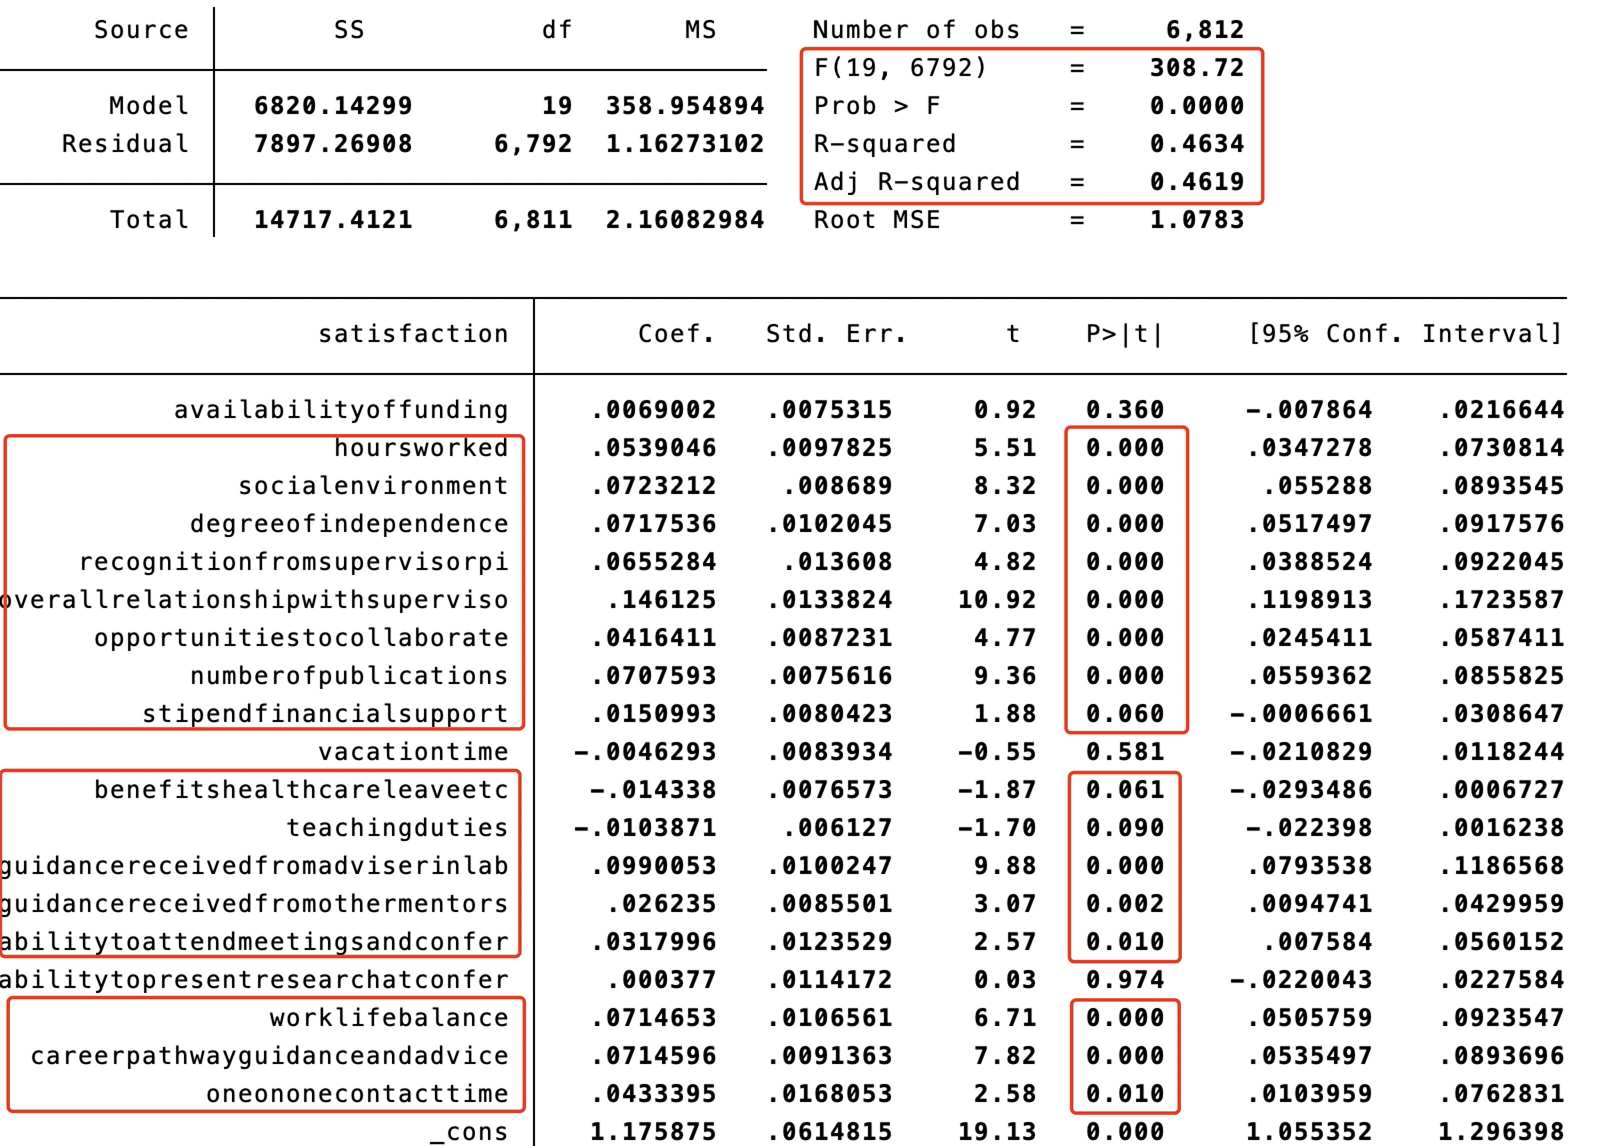 Source SS df MS Number of obs = 6,812
F(19, 6792) = 308.72
Model 6820.14299 19 358.954894 Prob > F = 0.0000
Residual 7897.26908 6,792 1.16273102 R-squared = 0.4634
Adj R-squared = 0.4619
Total 14717.4121 6,811 2.16082984 Root MSE = 1.0783
satisfaction Coef. Std. Err. t P>|t| [95% Conf. Interval]
availabilityoffunding .0069002 .0075315 0.92 0.360 -.007864 .0216644
hoursworked .0539046 .0097825 5.51 0.000 .0347278 .0730814
socialenvironment .0723212 .008689 8.32 0.000 .055288 .0893545
degreeofindependence .0717536 .0102045 7.03 0.000 .0517497 .0917576
recognitionfromsupervisorpi .0655284 .013608 4.82 0.000 .0388524 .0922045
overallrelationshipwithsuperviso .146125 .0133824 10.92 0.000 .1198913 .1723587
opportunitiestocollaborate .0416411 .0087231 4.77 0.000 .0245411 .0587411
numberofpublications .0707593 .0075616 9.36 0.000 .0559362 .0855825
stipendfinancialsupport .0150993 .0080423 1.88 0.060 -.0006661 .0308647
vacationtime -.0046293 .0083934 -0.55 0.581 -.0210829 .0118244
benefitshealthcareleaveetc -.014338 .0076573 -1.87 0.061 -.0293486 .0006727
teachingduties -.0103871 .006127 -1.70 0.090 -.022398 .0016238
guidancereceivedfromadviserinlab .0990053 .0100247 9.88 0.000 .0793538 .1186568
guidancereceivedfromothermentors .026235 .0085501 3.07 0.002 .0094741 .0429959
abilitytoattendmeetingsandconfer .0317996 .0123529 2.57 0.010 .007584 .0560152
abilitytopresentresearchatconfer .000377 .0114172 0.03 0.974 -.0220043 .0227584
worklifebalance .0714653 .0106561 6.71 0.000 .0505759 .0923547
careerpathwayguidanceandadvice .0714596 .0091363 7.82 0.000 .0535497 .0893696
oneononecontacttime .0433395 .0168053 2.58 0.010 .0103959 .0762831
_cons 1.175875 .0614815 19.13 0.000 1.055352 1.296398